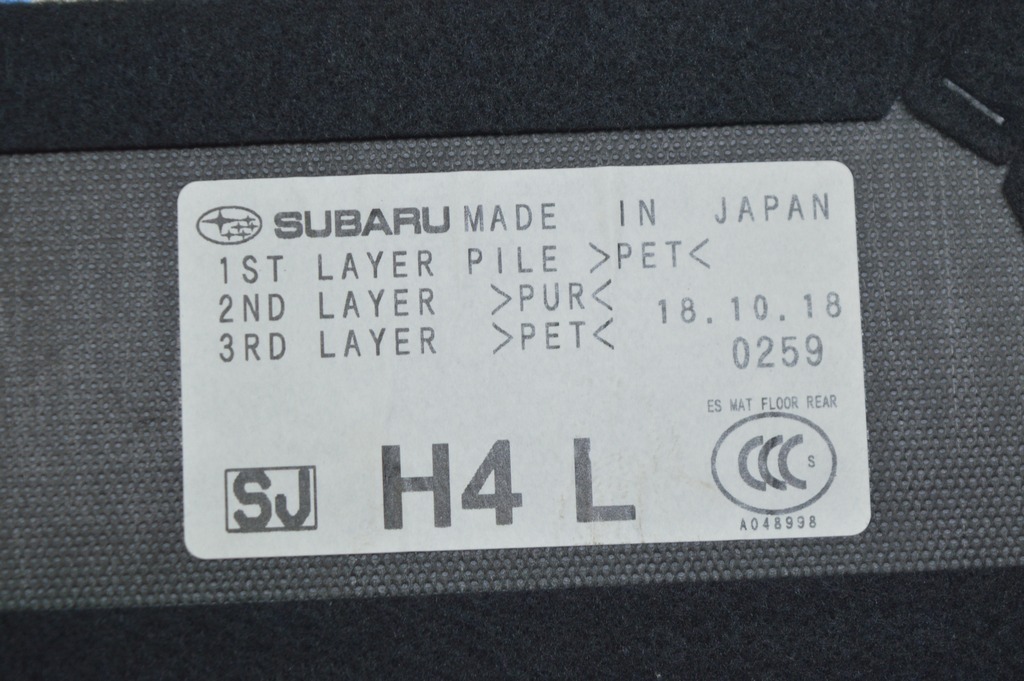 SUBARU MADE IN JAPAN
1ST LAYER PILE >PET<
2ND LAYER >PUR< 18.10.18
3RD LAYER >PET< 0259
ES MAT FLOOR REAR
SJ H4 L CCC S
A048998